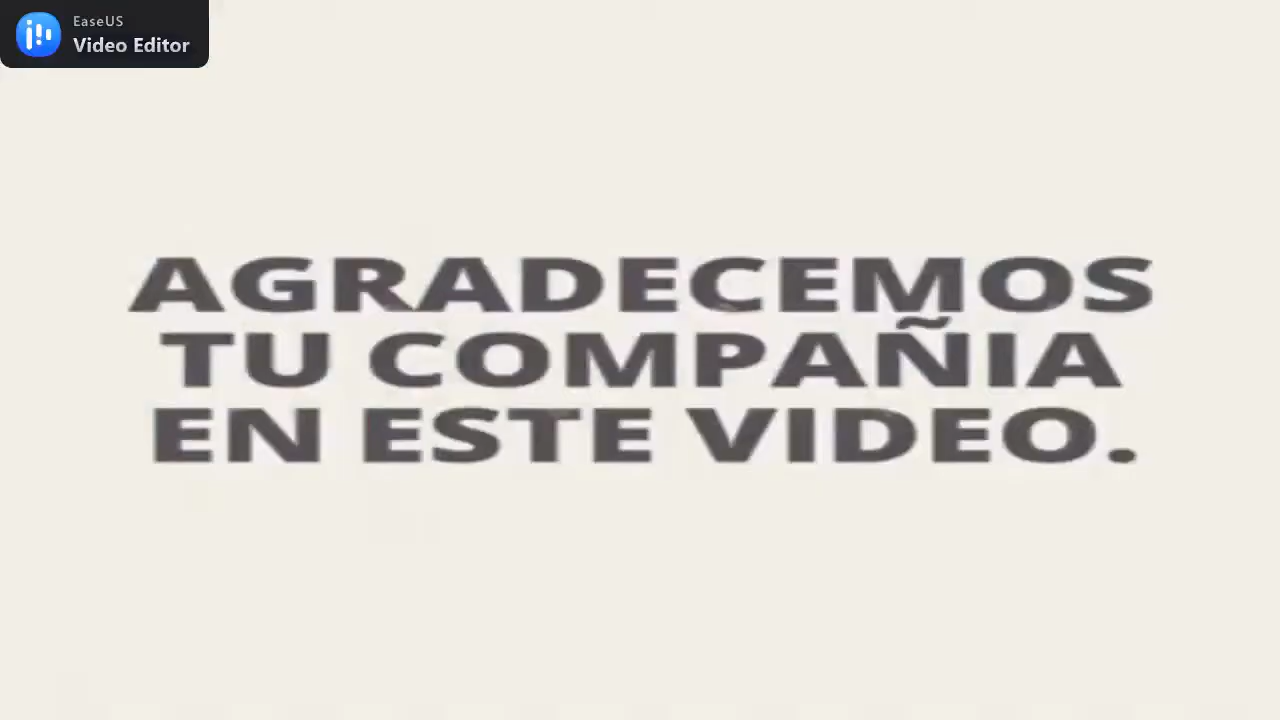 EaseUS
Video Editor
AGRADECEMOS
TU COMPAÑIA
EN ESTE VIDEO.